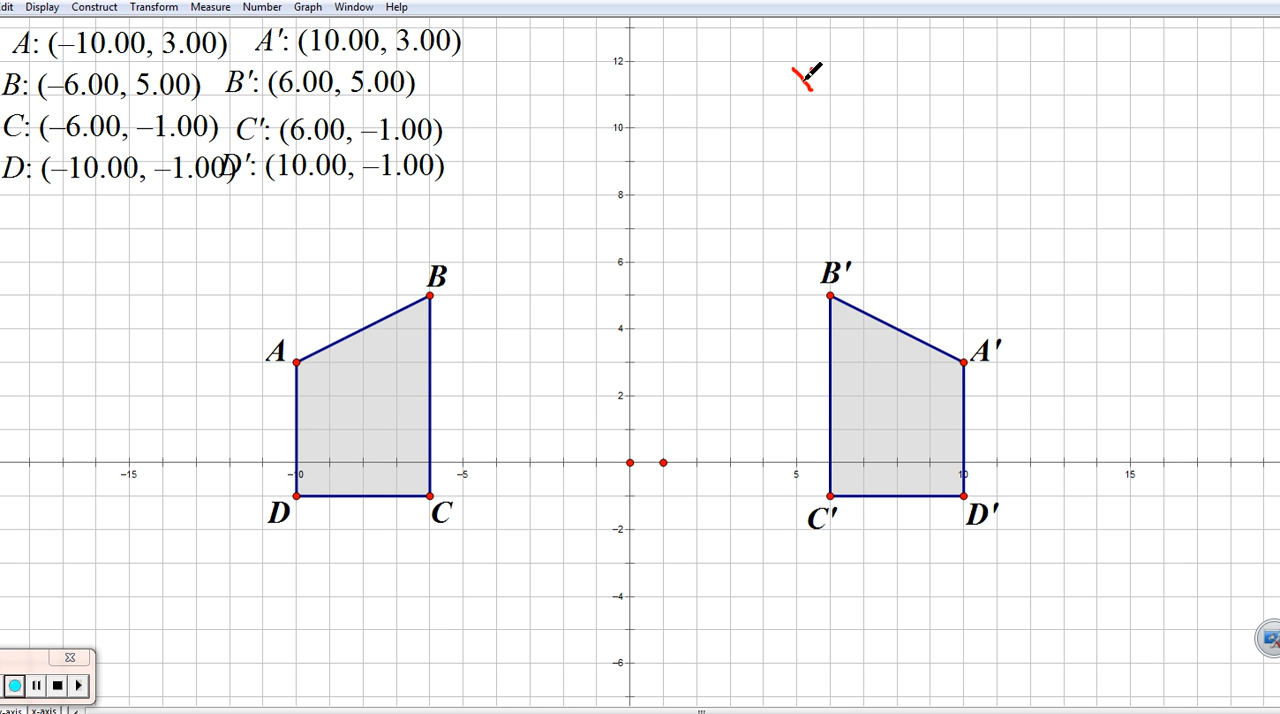 dit Display Construct Transform Measure Number Graph Window Help
A: (–10.00, 3.00) A': (10.00, 3.00)
B: (–6.00, 5.00) B': (6.00, 5.00)
C: (–6.00, –1.00) C': (6.00, –1.00)
D: (–10.00, –1.00) D': (10.00, –1.00)
12
10
8
6
B B'
4
A A'
2
–15 –10 –5 5 10 15
D C C' D'
–2
–4
–6
x-axis